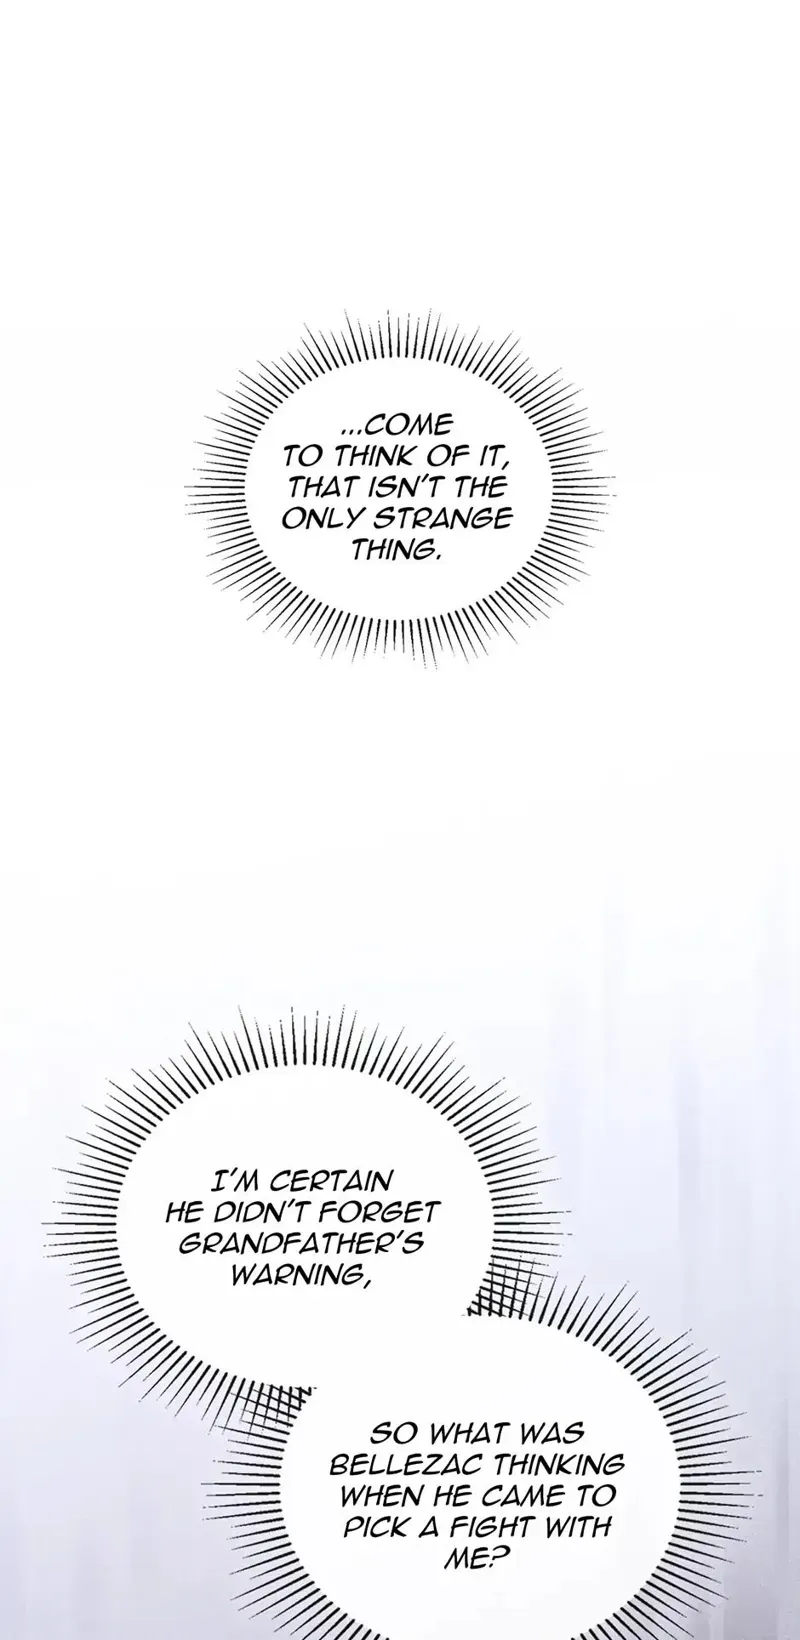 ...COME
TO THINK OF IT,
THAT ISN'T THE
ONLY STRANGE
THING.
I'M CERTAIN
HE DIDN'T FORGET
GRANDFATHER'S
WARNING,
SO WHAT WAS
BELLEZAC THINKING
WHEN HE CAME TO
PICK A FIGHT WITH
ME?